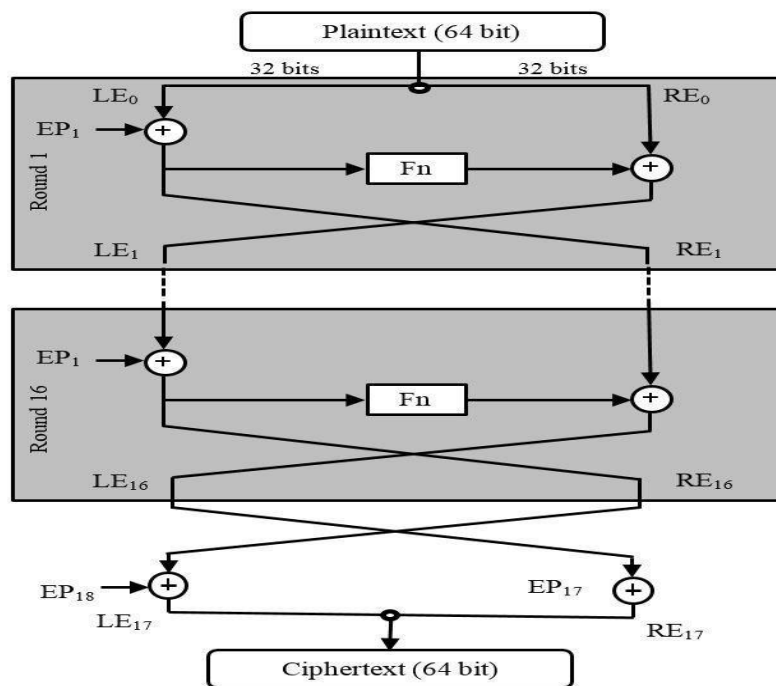 Plaintext (64 bit)
32 bits 32 bits
LE₀ RE₀
EP₁ +
Fn +
Round 1
LE₁ RE₁
EP₁ +
Fn +
Round 16
LE₁₆ RE₁₆
EP₁₈ + EP₁₇ +
LE₁₇ RE₁₇
Ciphertext (64 bit)